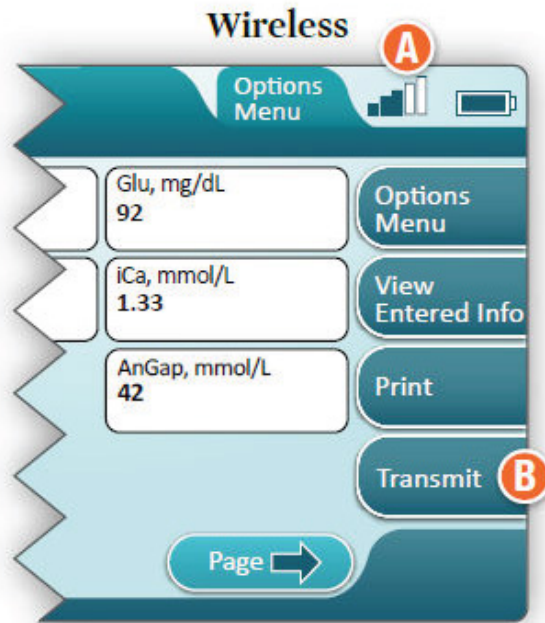 Wireless
A
Options
Menu
Glu, mg/dL
92
Options
Menu
iCa, mmol/L
1.33
View
Entered Info
AnGap, mmol/L
42
Print
Transmit
B
Page